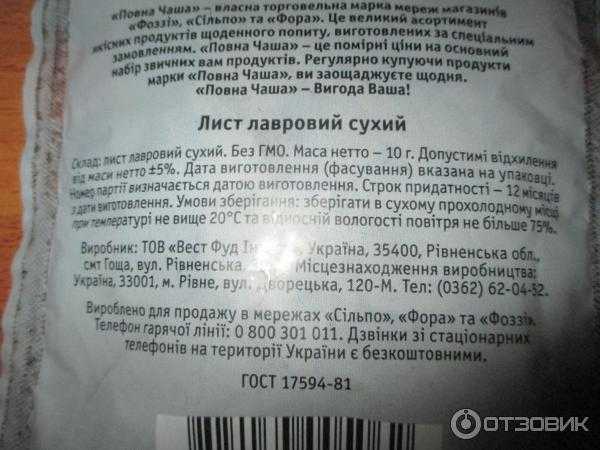 «Повна Чаша» – власна торговельна марка мереж магазинів
«Фоззі», «Сільпо» та «Фора». Це великий асортимент
якісних продуктів щоденного попиту, виготовлених за спеціальним
замовленням. «Повна Чаша» – це помірні ціни на основний
набір звичних вам продуктів. Регулярно купуючи продукти
марки «Повна Чаша», ви заощаджуєте щодня.
«Повна Чаша» – Вигода Ваша!
Лист лавровий сухий
Склад: лист лавровий сухий. Без ГМО. Маса нетто – 10 г. Допустимі відхилення
від маси нетто ±5%. Дата виготовлення (фасування) вказана на упаковці.
Номер партії визначається датою виготовлення. Строк придатності – 12 місяців
з дати виготовлення. Умови зберігання: зберігати в сухому прохолодному місці
при температурі не вище 20°С та відносній вологості повітря не більше 75%.
Виробник: ТОВ «Вест Фуд Україна, 35400, Рівненська обл.,
смт Гоща, вул. Рівненська, Місцезнаходження виробництва:
Україна, 33001, м. Рівне, вул. Дворецька, 120-М. Тел: (0362) 62-04-52.
Вироблено для продажу в мережах «Сільпо», «Фора» та «Фоззі».
Телефон гарячої лінії: 0 800 301 011. Дзвінки зі стаціонарних
телефонів на території України є безкоштовними.
ГОСТ 17594-81
ОТЗОВИК